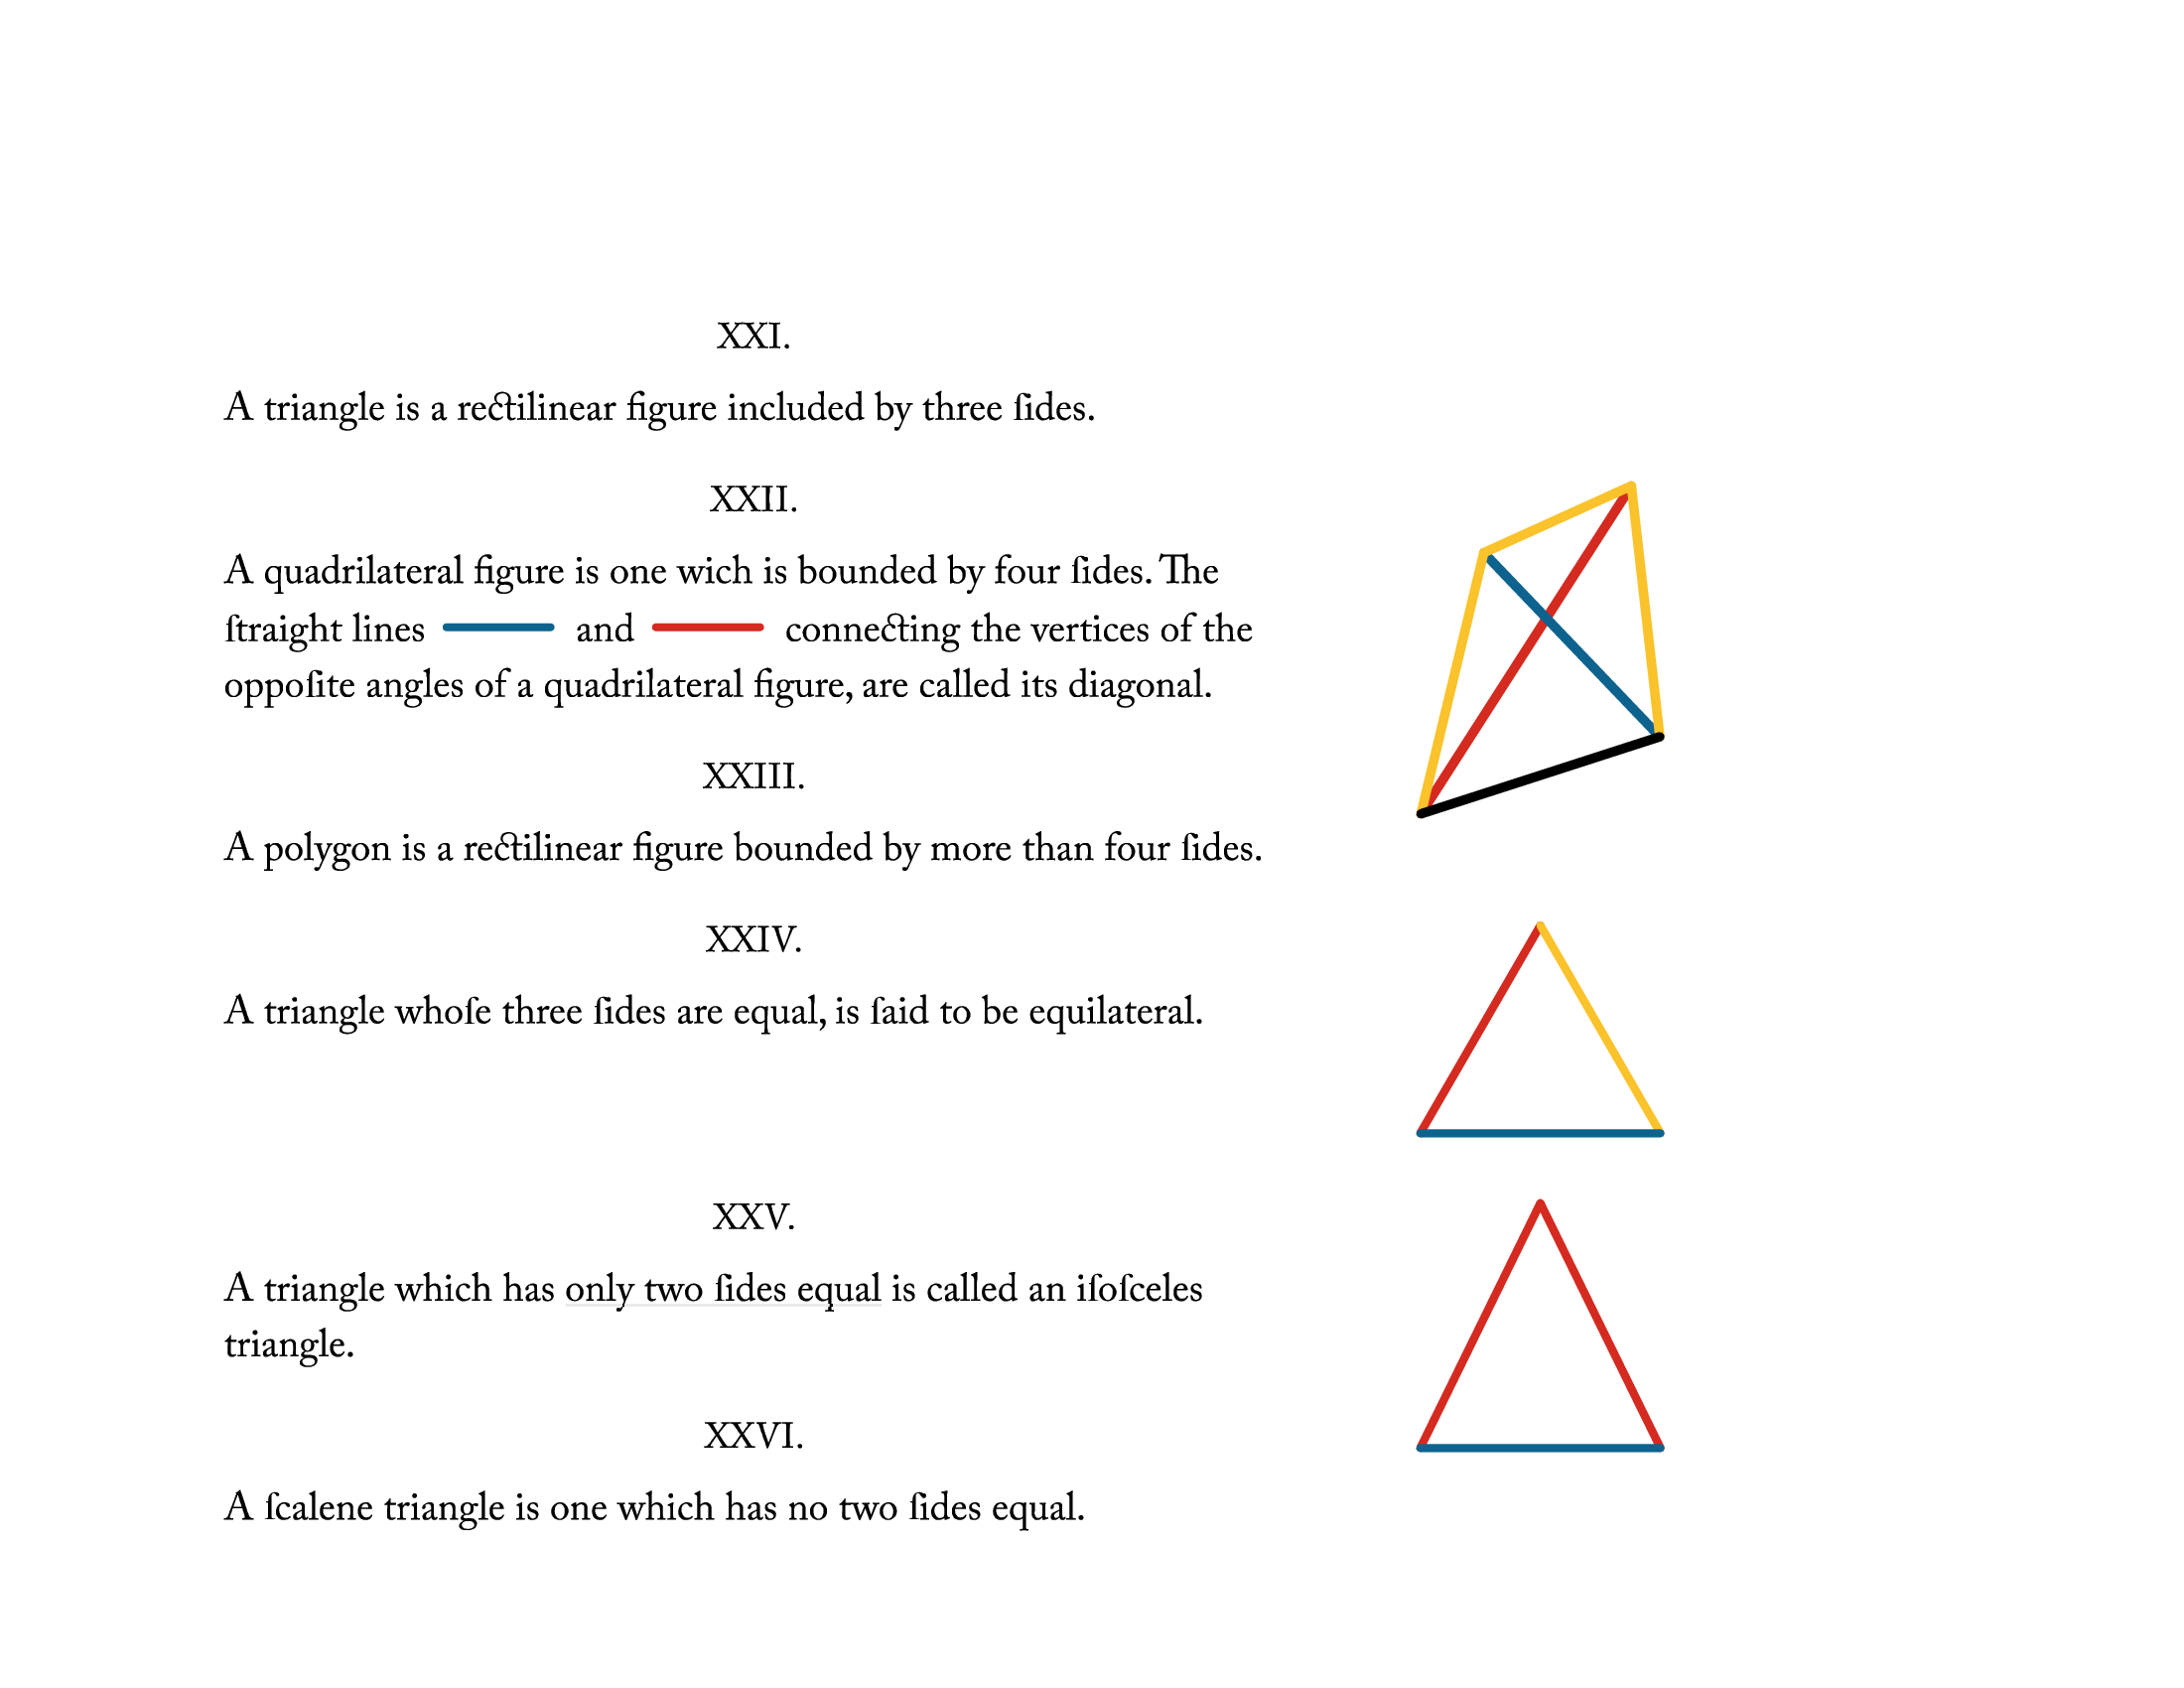 XXI.
A triangle is a rectilinear figure included by three ſides.
XXII.
A quadrilateral figure is one wich is bounded by four ſides. The
ſtraight lines and connecting the vertices of the
oppoſite angles of a quadrilateral figure, are called its diagonal.
XXIII.
A polygon is a rectilinear figure bounded by more than four ſides.
XXIV.
A triangle whoſe three ſides are equal, is ſaid to be equilateral.
XXV.
A triangle which has only two ſides equal is called an iſoſceles
triangle.
XXVI.
A ſcalene triangle is one which has no two ſides equal.